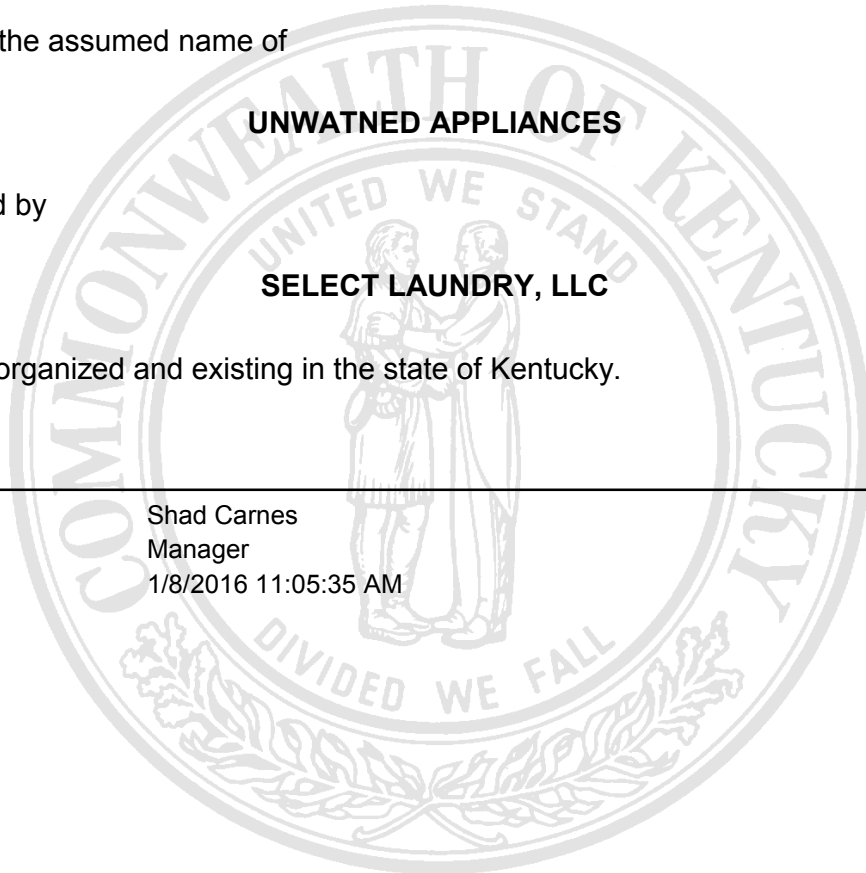 the assumed name of
UNWATNED APPLIANCES
d by
SELECT LAUNDRY, LLC
organized and existing in the state of Kentucky.
Shad Carnes
Manager
1/8/2016 11:05:35 AM
COMMONWEALTH OF KENTUCKY
UNITED WE STAND
DIVIDED WE FALL